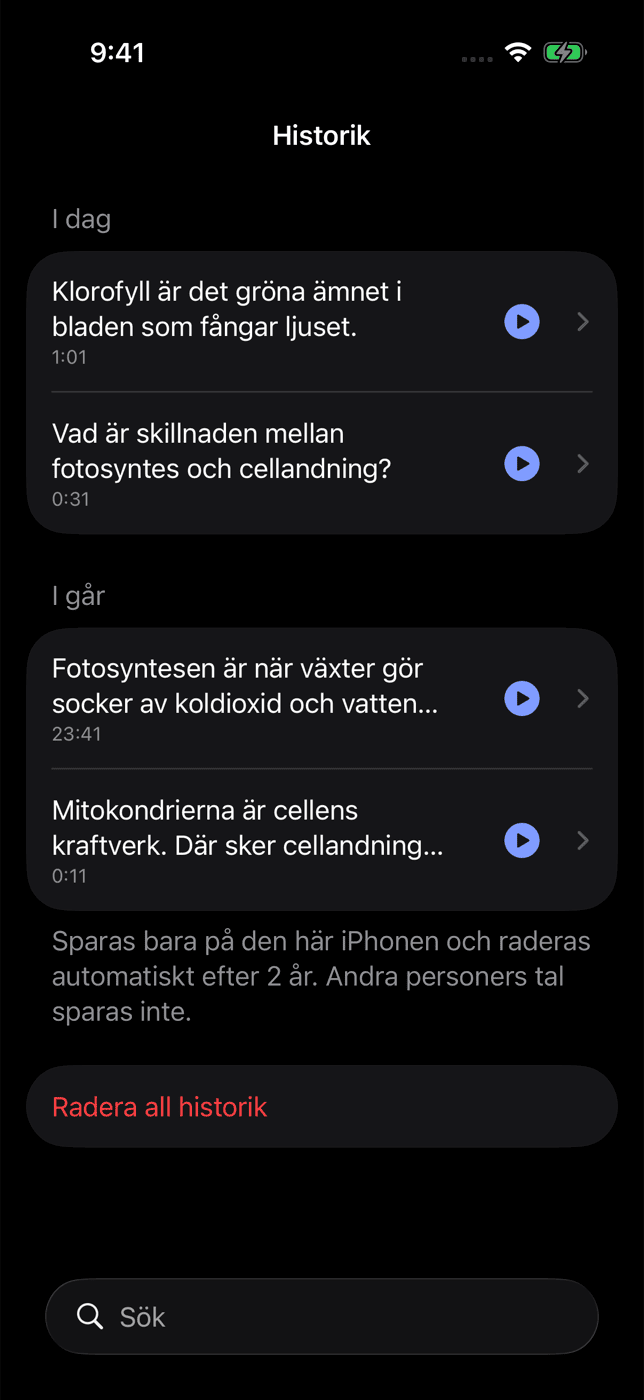 9:41
Historik
I dag
Klorofyll är det gröna ämnet i
bladen som fångar ljuset.
1:01
Vad är skillnaden mellan
fotosyntes och cellandning?
0:31
I går
Fotosyntesen är när växter gör
socker av koldioxid och vatten...
23:41
Mitokondrierna är cellens
kraftverk. Där sker cellandning...
0:11
Sparas bara på den här iPhonen och raderas
automatiskt efter 2 år. Andra personers tal
sparas inte.
Radera all historik
Sök